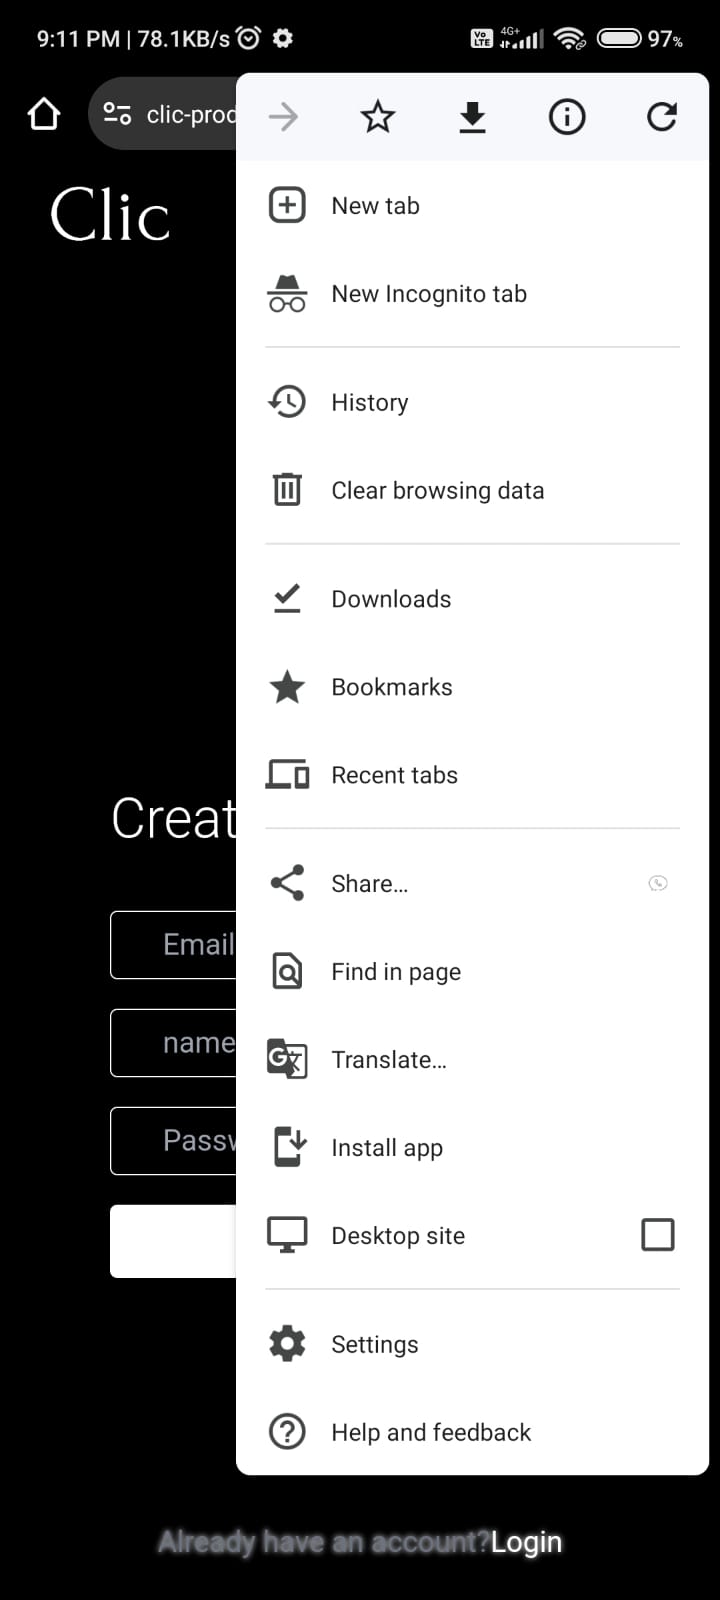 9:11 PM | 78.1KB/s
Vo LTE 4G+ 97%
clic-prod
Clic
New tab
New Incognito tab
History
Clear browsing data
Downloads
Bookmarks
Recent tabs
Creat
Share…
Email
Find in page
name
Translate…
Passw
Install app
Desktop site
Settings
Help and feedback
Already have an account?Login